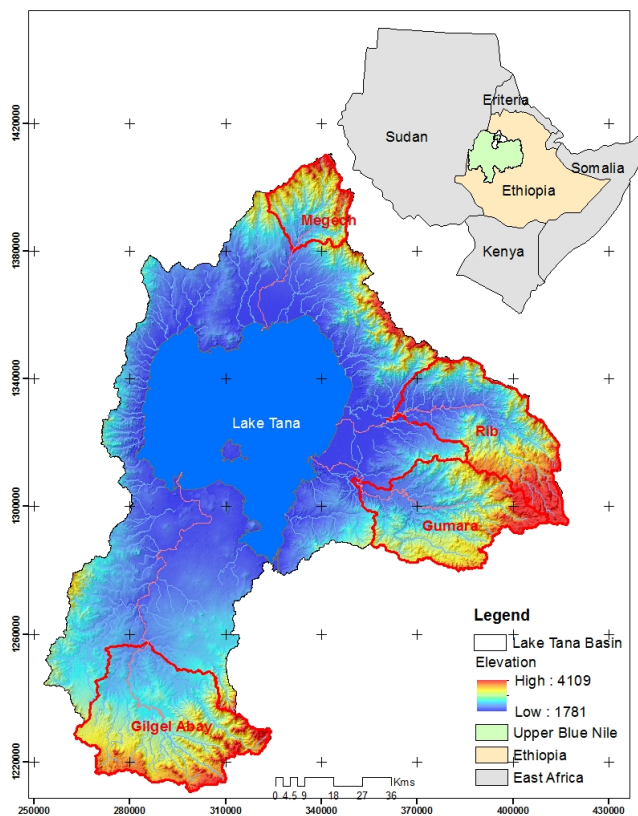 1420000
1380000
1340000
1300000
1260000
1220000
250000
280000
310000
340000
370000
400000
430000
Sudan
Eriteria
Ethiopia
Somalia
Kenya
Megech
Lake Tana
Rib
Gumara
Gilgel Abay
Legend
Lake Tana Basin
Elevation
High : 4109
Low : 1781
Upper Blue Nile
Ethiopia
East Africa
Kms
0 4.5 9 18 27 36